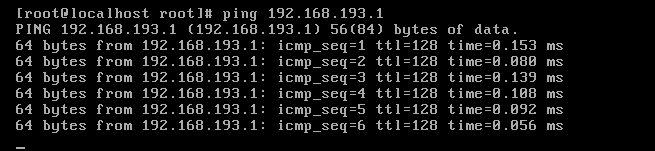 [root@localhost root]# ping 192.168.193.1
PING 192.168.193.1 (192.168.193.1) 56(84) bytes of data.
64 bytes from 192.168.193.1: icmp_seq=1 ttl=128 time=0.153 ms
64 bytes from 192.168.193.1: icmp_seq=2 ttl=128 time=0.080 ms
64 bytes from 192.168.193.1: icmp_seq=3 ttl=128 time=0.139 ms
64 bytes from 192.168.193.1: icmp_seq=4 ttl=128 time=0.108 ms
64 bytes from 192.168.193.1: icmp_seq=5 ttl=128 time=0.092 ms
64 bytes from 192.168.193.1: icmp_seq=6 ttl=128 time=0.056 ms